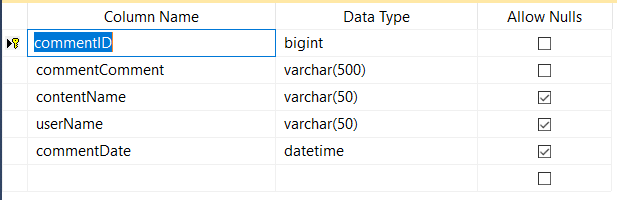 Column Name Data Type Allow Nulls
commentID bigint
commentComment varchar(500)
contentName varchar(50)
userName varchar(50)
commentDate datetime